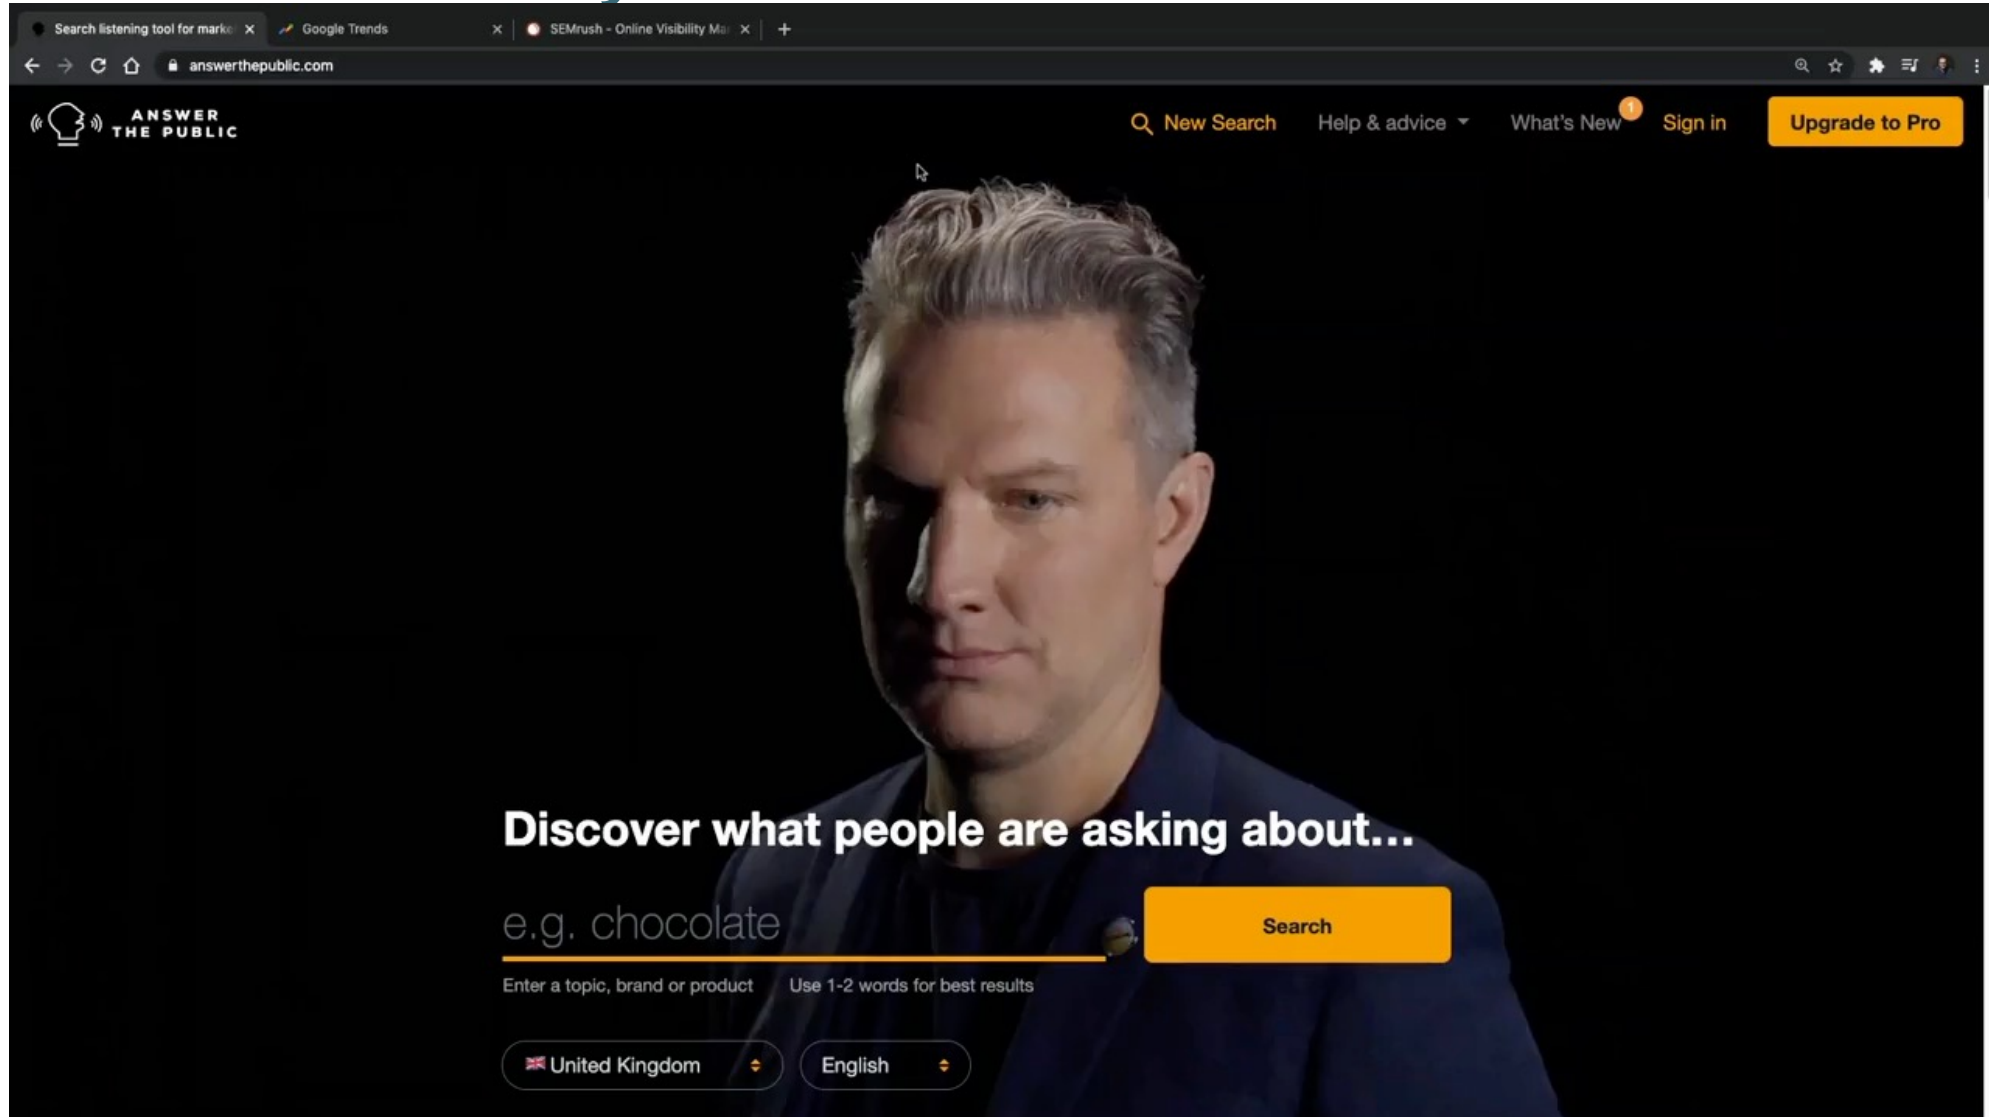 Search listening tool for marke
Google Trends
SEMrush - Online Visibility Ma
answerthepublic.com
ANSWER
THE PUBLIC
New Search
Help & advice
What's New
1
Sign in
Upgrade to Pro
Discover what people are asking about...
e.g. chocolate
Search
Enter a topic, brand or product
Use 1-2 words for best results
United Kingdom
English